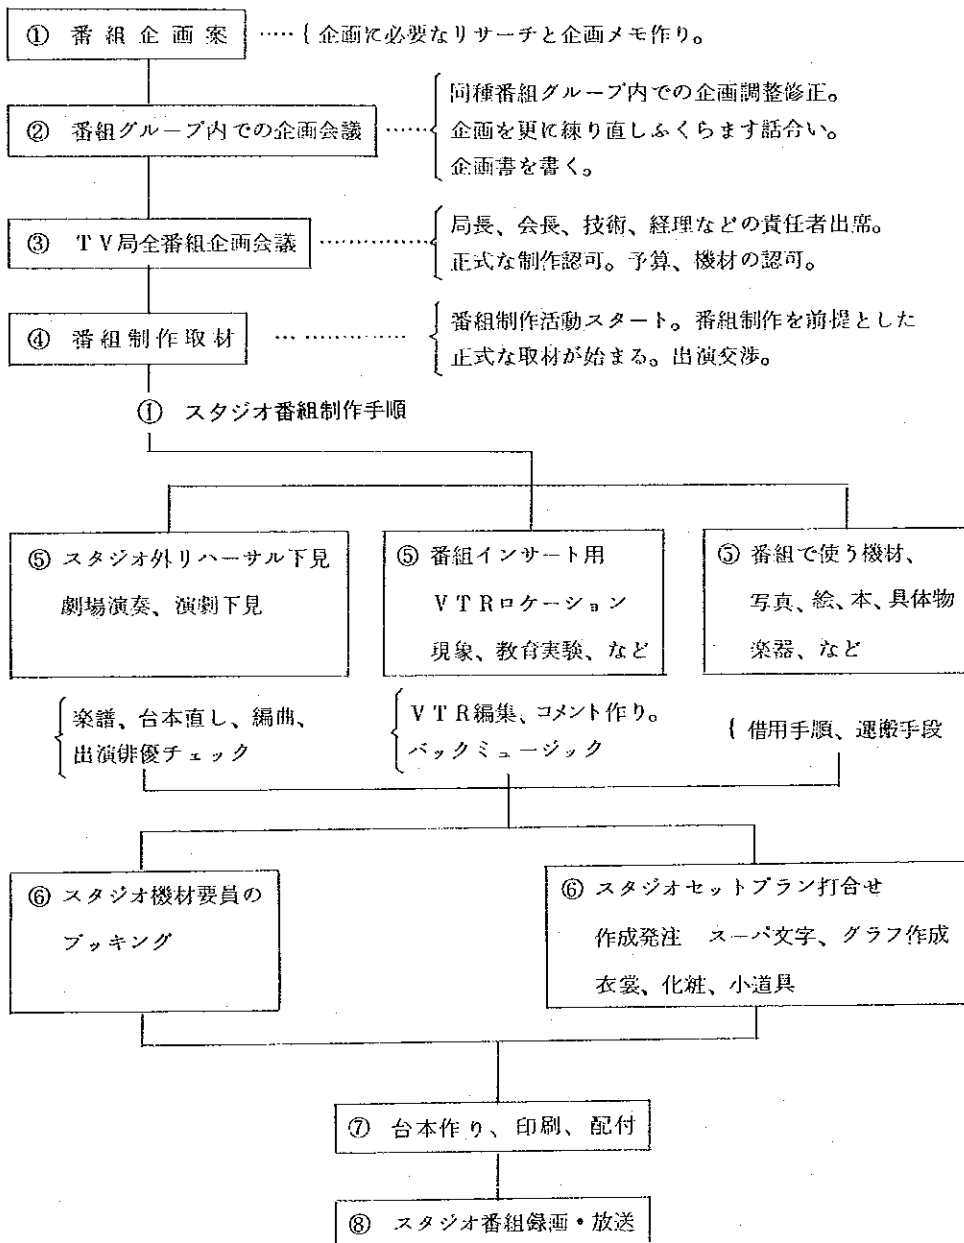 ① 番組企画案 ‥‥‥ { 企画に必要なリサーチと企画メモ作り。
② 番組グループ内での企画会議 ‥‥‥
同種番組グループ内での企画調整修正。
企画を更に練り直しふくらます話合い。
企画書を書く。
③ TV局全番組企画会議 ‥‥‥‥‥‥
局長、会長、技術、経理などの責任者出席。
正式な制作認可。予算、機材の認可。
④ 番組制作取材 ‥‥‥‥‥‥‥
番組制作活動スタート。番組制作を前提とした
正式な取材が始まる。出演交渉。
① スタジオ番組制作手順
⑤ スタジオ外リハーサル下見
劇場演奏、演劇下見
⑤ 番組インサート用
VTRロケーション
現象、教育実験、など
⑤ 番組で使う機材、
写真、絵、本、具体物
楽器、など
楽譜、台本直し、編曲、
出演俳優チェック
VTR編集、コメント作り。
バックミュージック
{ 借用手順、運搬手段
⑥ スタジオ機材要員の
ブッキング
⑥ スタジオセットプラン打合せ
作成発注 スーパ文字、グラフ作成
衣裳、化粧、小道具
⑦ 台本作り、印刷、配付
⑧ スタジオ番組録画・放送